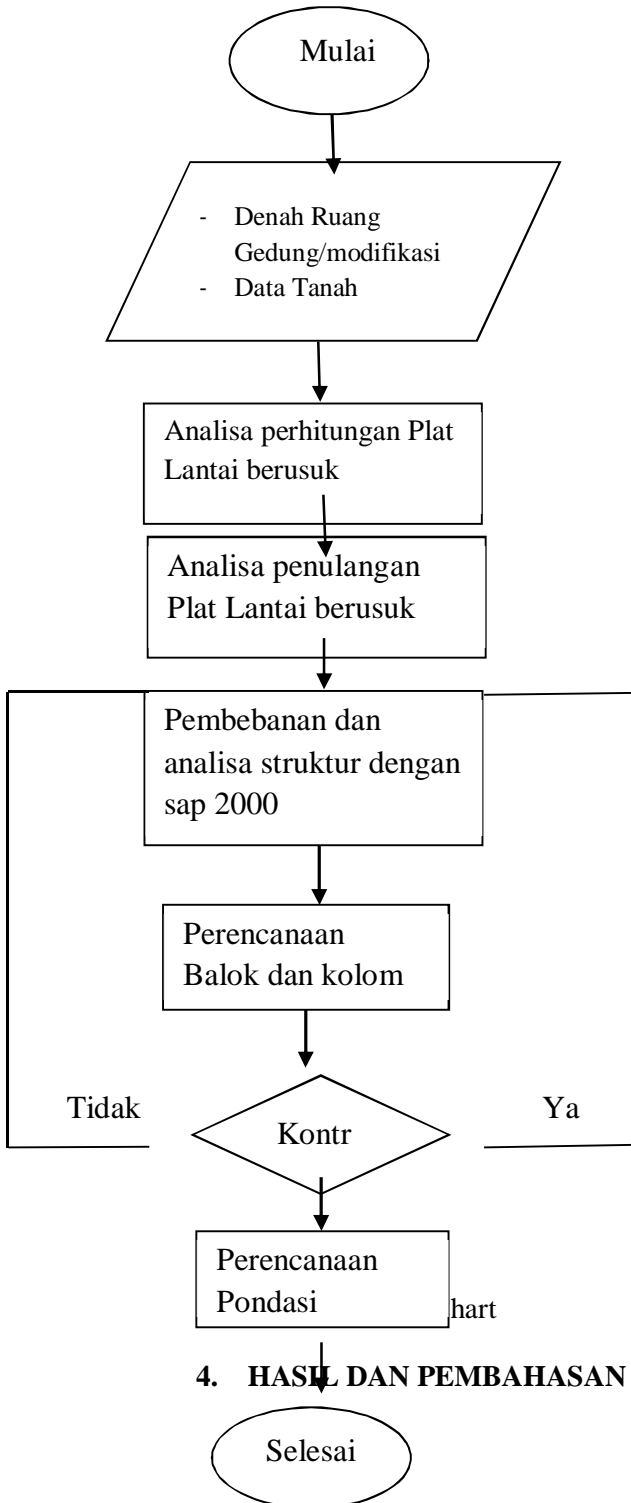 Mulai
- Denah Ruang
Gedung/modifikasi
- Data Tanah
Analisa perhitungan Plat
Lantai berusuk
Analisa penulangan
Plat Lantai berusuk
Pembebanan dan
analisa struktur dengan
sap 2000
Perencanaan
Balok dan kolom
Tidak
Kontr
Ya
Perencanaan
Pondasi
hart
4. HASIL DAN PEMBAHASAN
Selesai